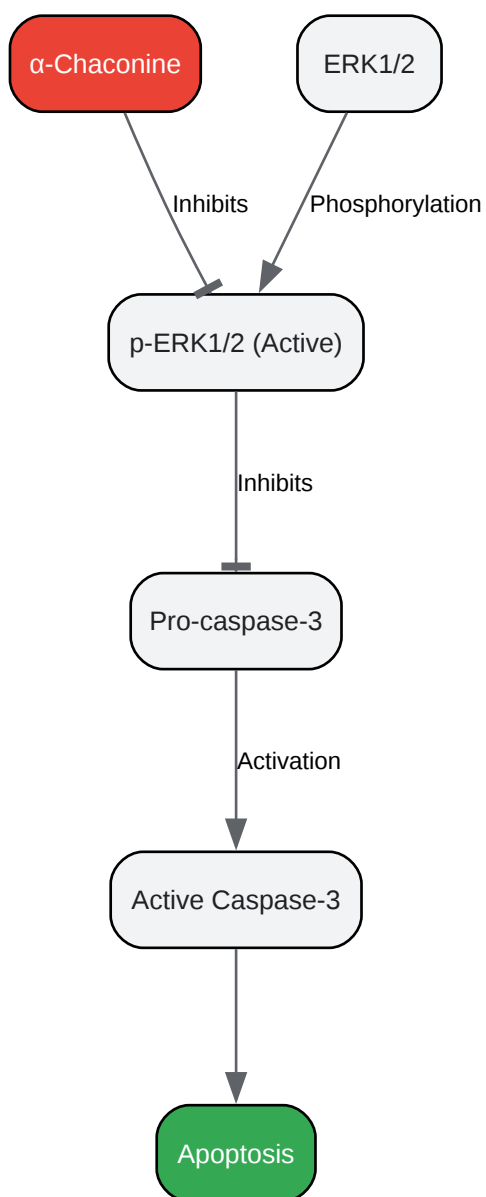 α-Chaconine
ERK1/2
Inhibits
Phosphorylation
p-ERK1/2 (Active)
Inhibits
Pro-caspase-3
Activation
Active Caspase-3
Apoptosis